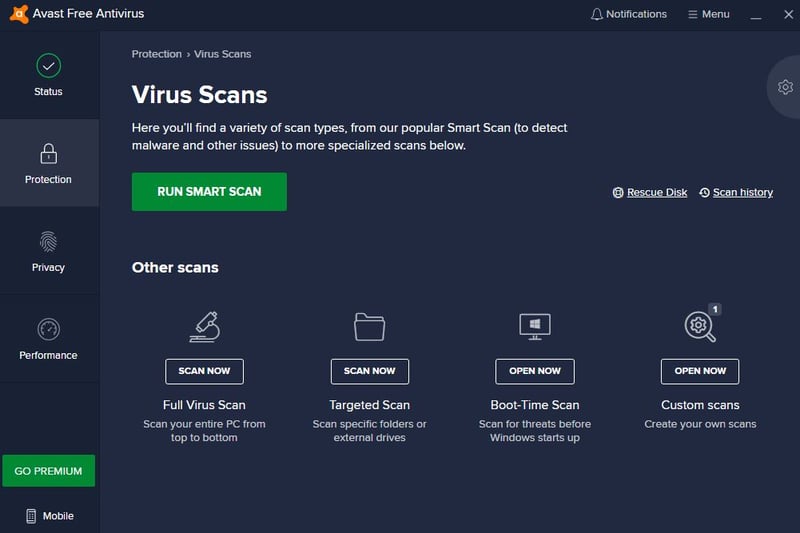 Avast Free Antivirus
Notifications
Menu
Status
Protection
Privacy
Performance
GO PREMIUM
Mobile
Protection › Virus Scans
Virus Scans
Here you'll find a variety of scan types, from our popular Smart Scan (to detect
malware and other issues) to more specialized scans below.
RUN SMART SCAN
Rescue Disk
Scan history
Other scans
SCAN NOW
Full Virus Scan
Scan your entire PC from
top to bottom
SCAN NOW
Targeted Scan
Scan specific folders or
external drives
OPEN NOW
Boot-Time Scan
Scan for threats before
Windows starts up
1
OPEN NOW
Custom scans
Create your own scans